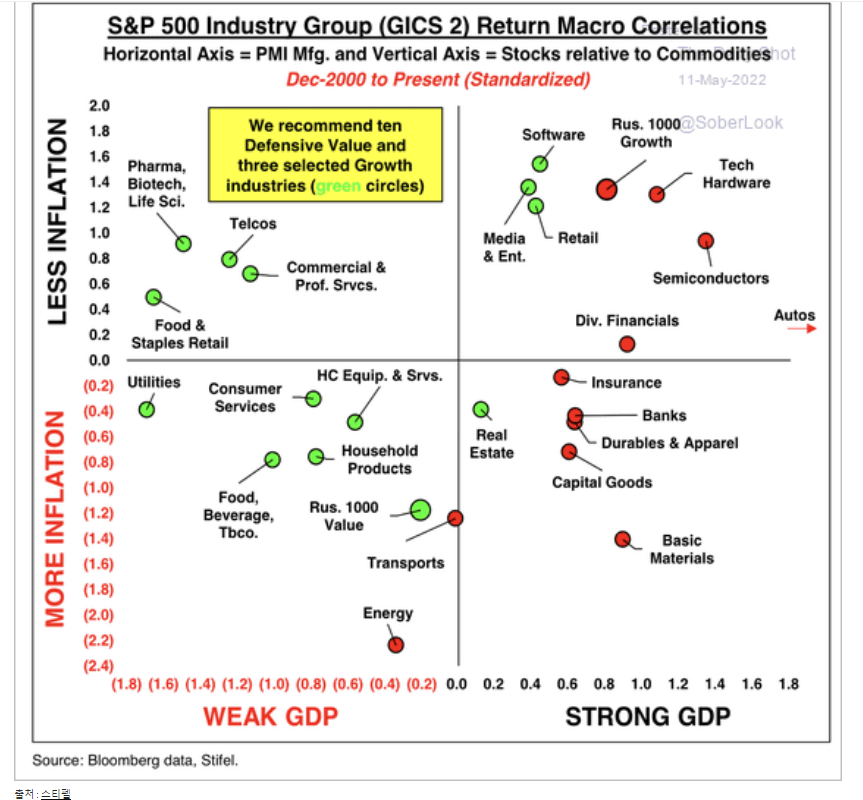 S&P 500 Industry Group (GICS 2) Return Macro Correlations
Horizontal Axis = PMI Mfg. and Vertical Axis = Stocks relative to Commodities
Dec-2000 to Present (Standardized)
11-May-2022
@SoberLook
We recommend ten
Defensive Value and
three selected Growth
industries (green circles)
LESS INFLATION
MORE INFLATION
2.0
1.8
1.6
1.4
1.2
1.0
0.8
0.6
0.4
0.2
0.0
(0.2)
(0.4)
(0.6)
(0.8)
(1.0)
(1.2)
(1.4)
(1.6)
(1.8)
(2.0)
(2.2)
(2.4)
Pharma,
Biotech,
Life Sci.
Telcos
Commercial &
Prof. Srvcs.
Food &
Staples Retail
Software
Rus. 1000
Growth
Tech
Hardware
Media
& Ent.
Retail
Semiconductors
Autos
Div. Financials
Utilities
Consumer
Services
HC Equip. & Srvs.
Household
Products
Food,
Beverage,
Tbco.
Rus. 1000
Value
Transports
Energy
Insurance
Banks
Durables & Apparel
Real
Estate
Capital Goods
Basic
Materials
(1.8) (1.6) (1.4) (1.2) (1.0) (0.8) (0.6) (0.4) (0.2) 0.0 0.2 0.4 0.6 0.8 1.0 1.2 1.4 1.6 1.8
WEAK GDP
STRONG GDP
Source: Bloomberg data, Stifel.
출처 : 스티펠